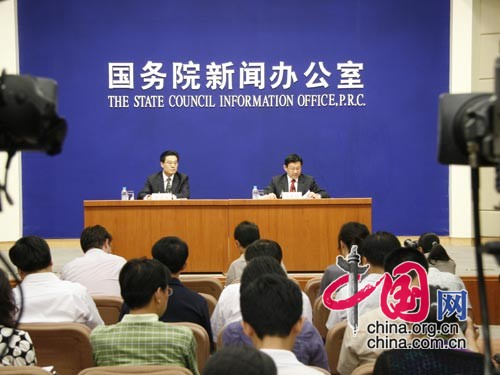 国务院新闻办公室
THE STATE COUNCIL INFORMATION OFFICE,P.R.C.
中国网
china.org.cn
china.com.cn